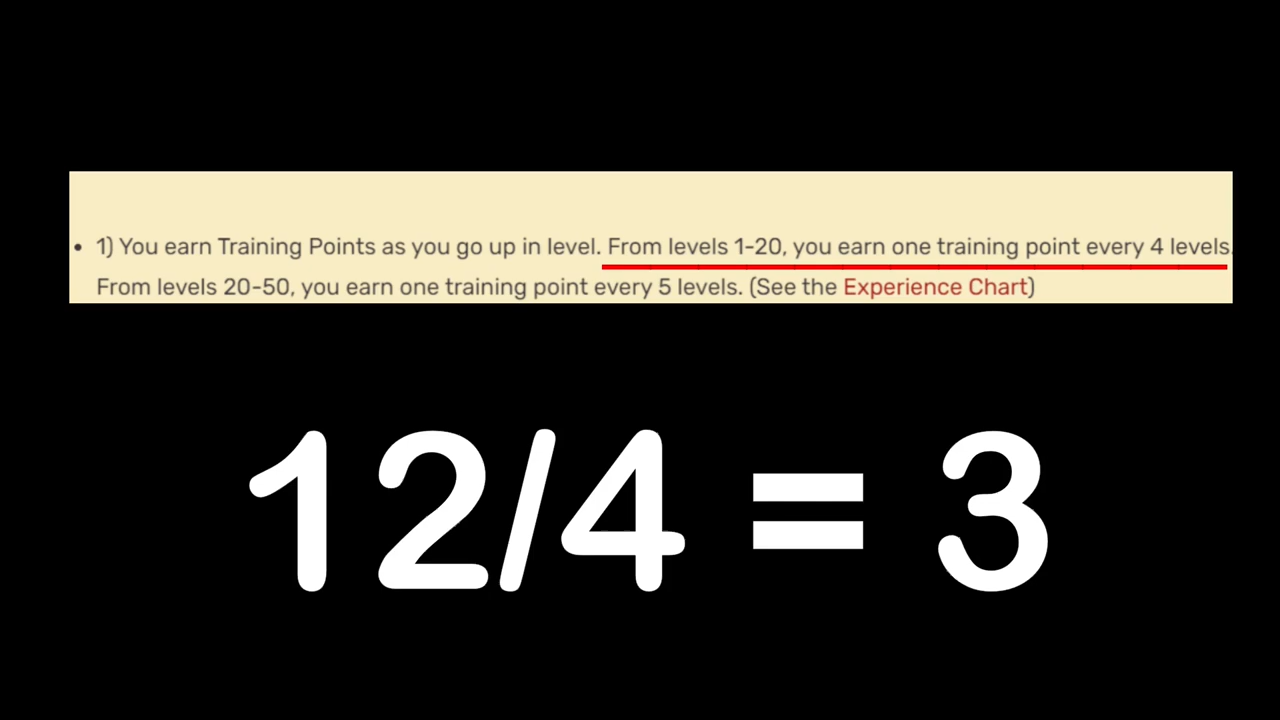 • 1) You earn Training Points as you go up in level. From levels 1-20, you earn one training point every 4 levels.
From levels 20-50, you earn one training point every 5 levels. (See the Experience Chart)
12/4 = 3